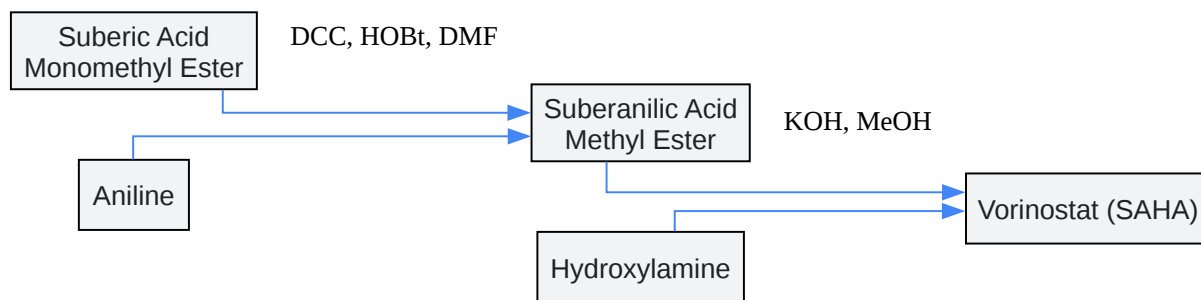 Suberic Acid
Monomethyl Ester
DCC, HOBt, DMF
Aniline
Suberanilic Acid
Methyl Ester
KOH, MeOH
Hydroxylamine
Vorinostat (SAHA)